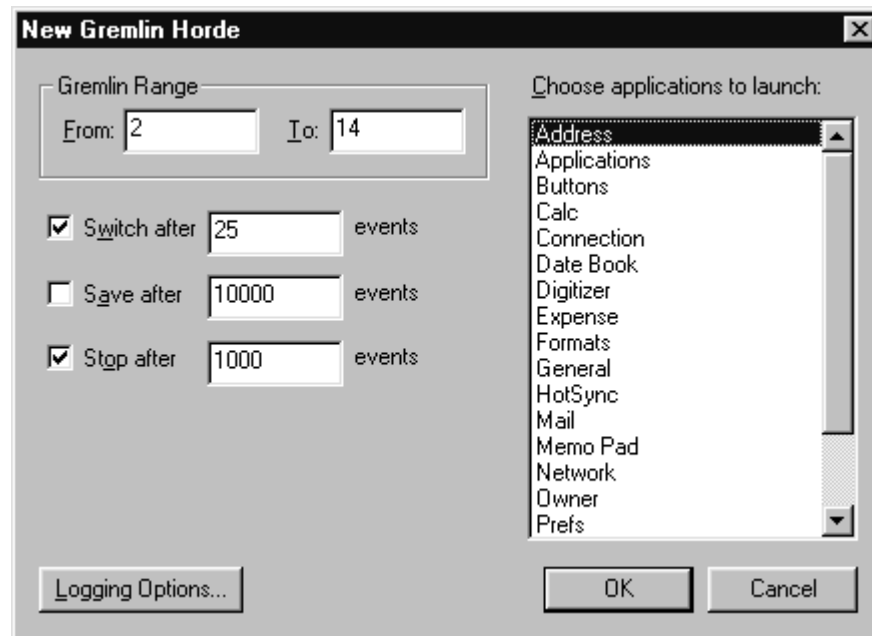 New Gremlin Horde
Gremlin Range
From: 2 To: 14
Switch after 25 events
Save after 10000 events
Stop after 1000 events
Logging Options...
Choose applications to launch:
Address
Applications
Buttons
Calc
Connection
Date Book
Digitizer
Expense
Formats
General
HotSync
Mail
Memo Pad
Network
Owner
Prefs
OK Cancel